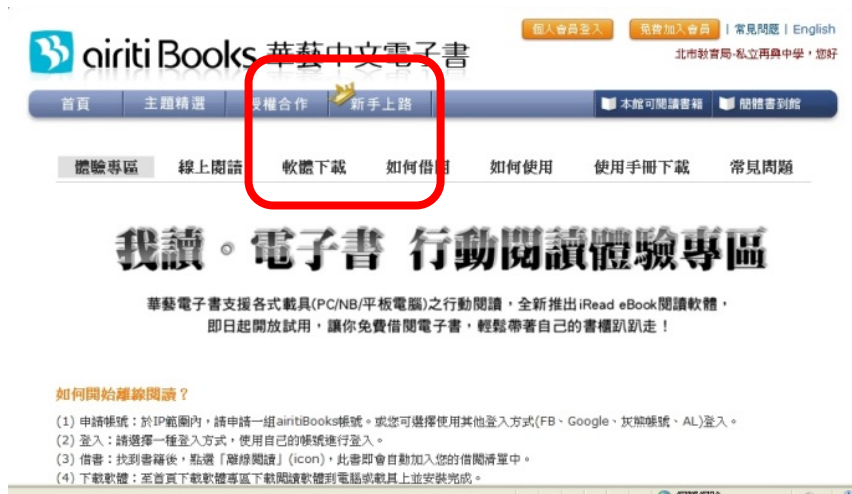 個人會員登入 免費加入會員 | 常見問題 | English
airiti Books 華藝中文電子書
北市教育局-私立再興中學，您好
首頁 主題精選 授權合作 新手上路 本館可閱讀書籍 簡體書到館
體驗專區 線上閱讀 軟體下載 如何借閱 如何使用 使用手冊下載 常見問題
我讀。電子書 行動閱讀體驗專區
華藝電子書支援各式載具(PC/NB/平板電腦)之行動閱讀，全新推出iRead eBook閱讀軟體，
即日起開放試用，讓你免費借閱電子書，輕鬆帶著自己的書櫃趴趴走！
如何開始離線閱讀？
(1) 申請帳號：於IP範圍內，請申請一組airitiBooks帳號。或您可選擇使用其他登入方式(FB、Google、灰熊帳號、AL)登入。
(2) 登入：請選擇一種登入方式，使用自己的帳號進行登入。
(3) 借書：找到書籍後，點選「離線閱讀」(icon)，此書即會自動加入您的借閱清單中。
(4) 下載軟體：至首頁下載軟體專區下載閱讀軟體到電腦或載具上並安裝完成。